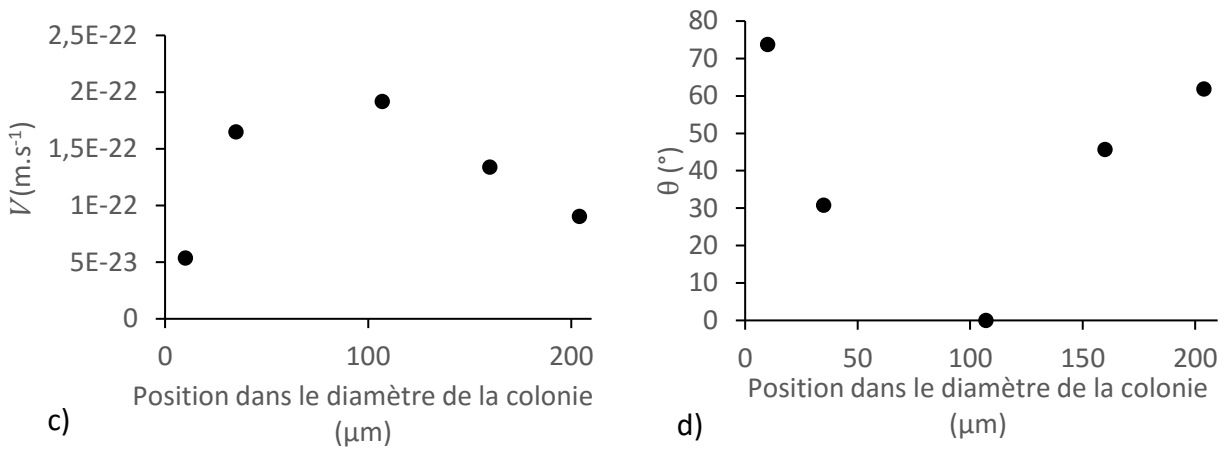 2,5E-22
2E-22
1,5E-22
1E-22
5E-23
0
V(m.s⁻¹)
0 100 200
Position dans le diamètre de la colonie
(µm)
c)
80
70
60
50
40
30
20
10
0
θ (°)
0 50 100 150 200
Position dans le diamètre de la colonie
(µm)
d)